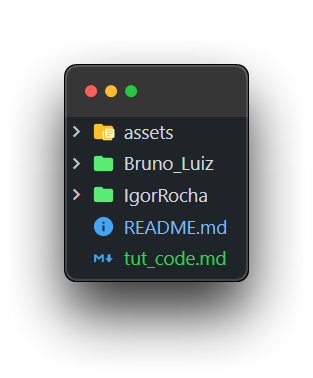 assets
Bruno_Luiz
IgorRocha
README.md
tut_code.md